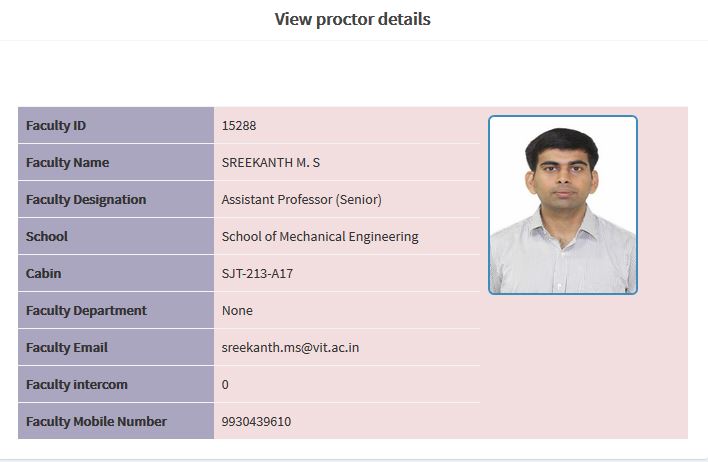 View proctor details
Faculty ID 15288
Faculty Name SREEKANTH M. S
Faculty Designation Assistant Professor (Senior)
School School of Mechanical Engineering
Cabin SJT-213-A17
Faculty Department None
Faculty Email sreekanth.ms@vit.ac.in
Faculty intercom 0
Faculty Mobile Number 9930439610